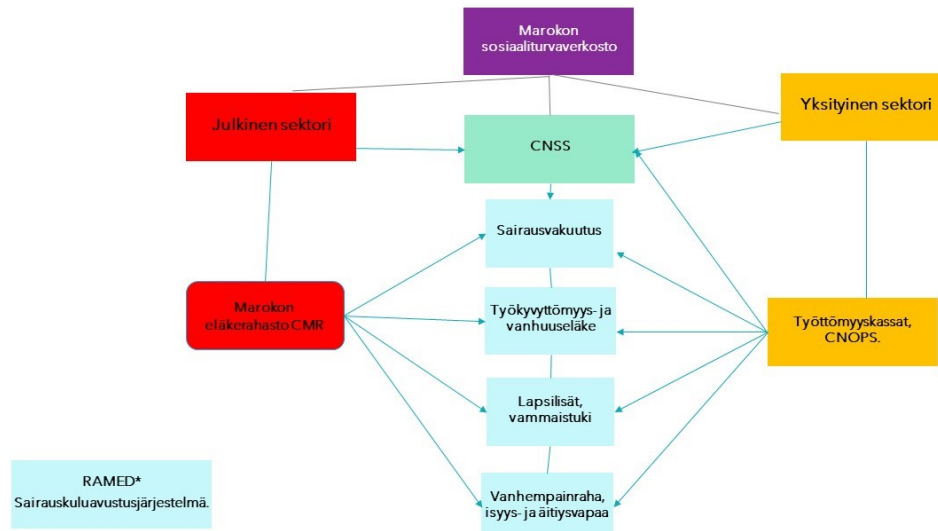 Marokon
sosiaaliturvaverkosto
Julkinen sektori
CNSS
Yksityinen sektori
Sairausvakuutus
Marokon
eläkerahasto CMR
Työkyvyttömyys- ja
vanhuuseläke
Työttömyyskassat,
CNOPS.
Lapsilisät,
vammaistuki
RAMED*
Sairauskuluavustusjärjestelmä.
Vanhempainraha,
isyys- ja äitiysvapaa